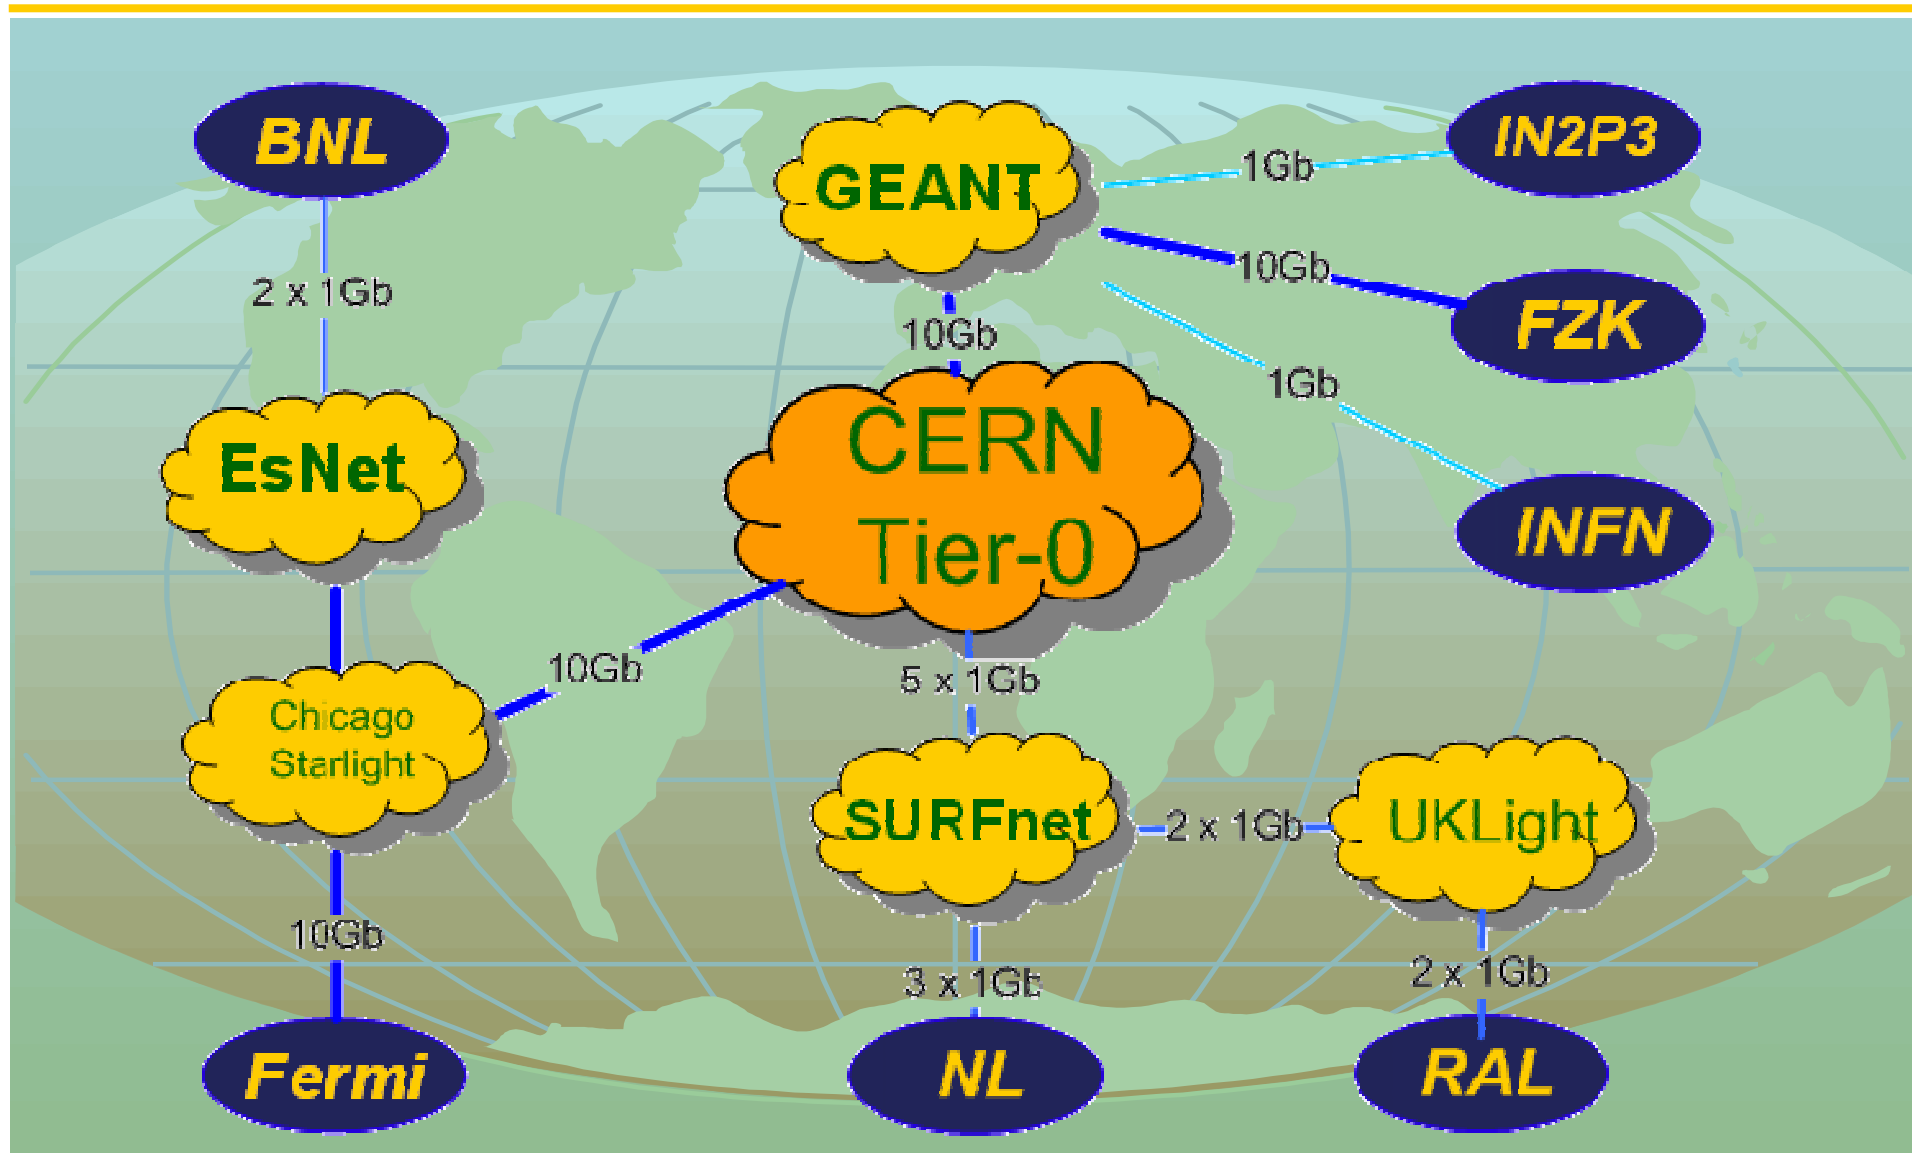 BNL
GEANT
IN2P3
1Gb
2 x 1Gb
10Gb
FZK
10Gb
1Gb
EsNet
CERN
Tier-0
INFN
10Gb
5 x 1Gb
Chicago
Starlight
SURFnet
2 x 1Gb
UKLight
10Gb
3 x 1Gb
2 x 1Gb
Fermi
NL
RAL